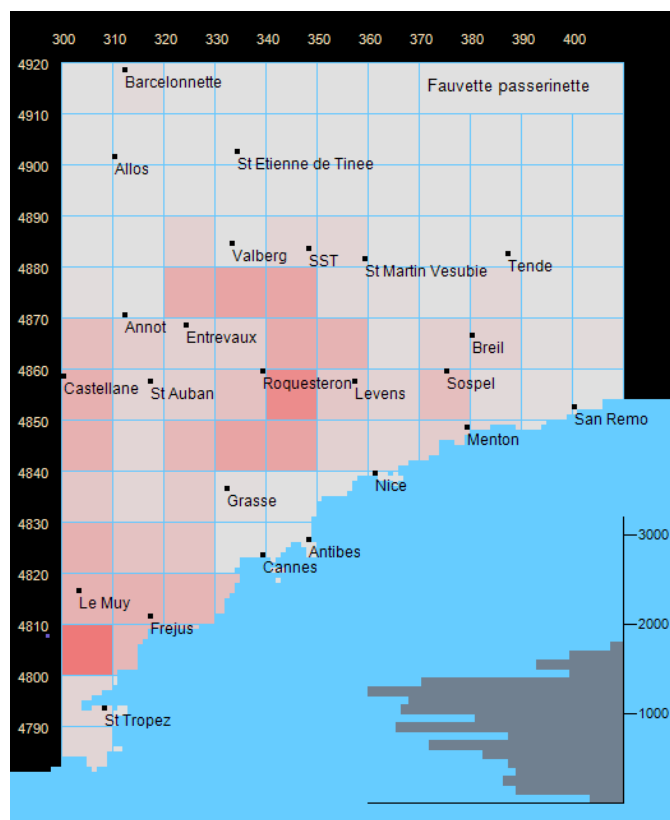 300 310 320 330 340 350 360 370 380 390 400
4920
Barcelonnette
Fauvette passerinette
4910
4900
Allos
St Etienne de Tinee
4890
Valberg
SST
St Martin Vesubie
Tende
4880
4870
Annot
Entrevaux
Breil
4860
Castellane
St Auban
Roquesteron
Levens
Sospel
4850
San Remo
Menton
4840
Nice
Grasse
4830
3000
Antibes
Cannes
4820
Le Muy
4810
Frejus
2000
4800
St Tropez
1000
4790